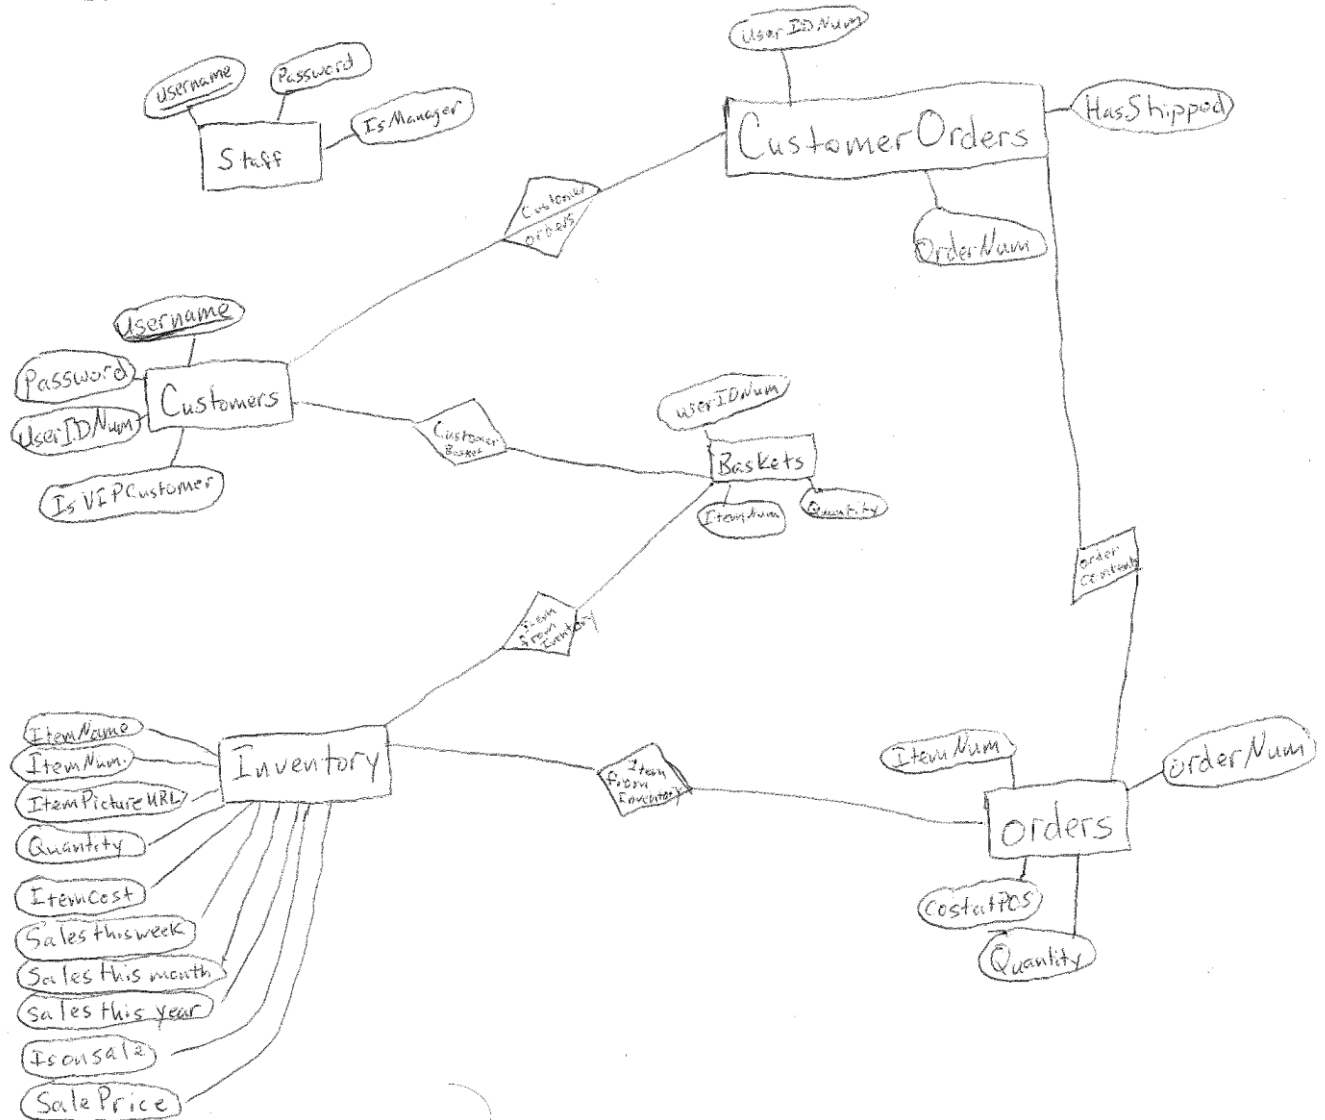 UserIDNum
Username
Password
IsManager
Staff
CustomerOrders
HasShipped
OrderNum
Customer
orders
Username
Password
UserIDNum
Customers
IsVIPCustomer
Customer
Basket
userIDNum
Baskets
ItemNum
Quantity
order
contents
Item
from
Inventory
ItemName
ItemNum.
ItemPictureURL
Quantity
ItemCost
Salesthisweek
Sales this month
Sales this year
Isonsale
SalePrice
Inventory
Item
from
Inventory
ItemNum
orderNum
orders
CostatPOS
Quantity